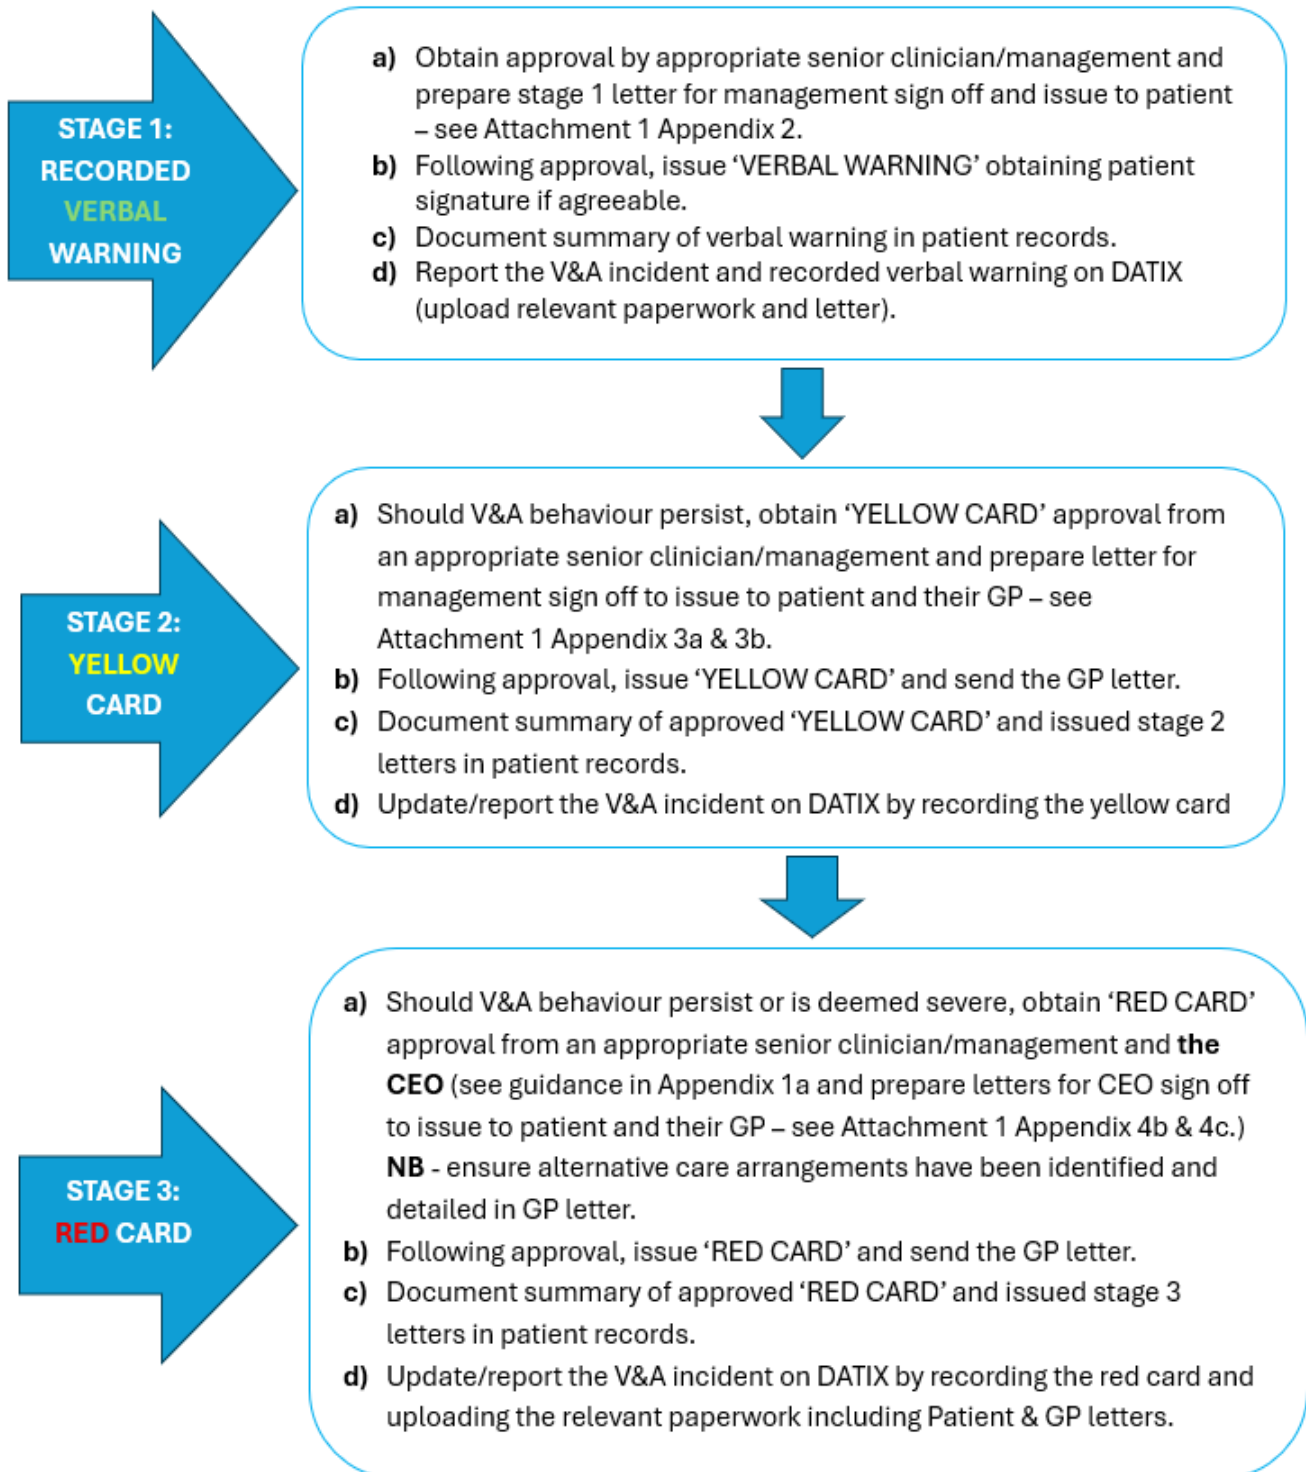 STAGE 1:
RECORDED
VERBAL
WARNING
a) Obtain approval by appropriate senior clinician/management and
prepare stage 1 letter for management sign off and issue to patient
– see Attachment 1 Appendix 2.
b) Following approval, issue ‘VERBAL WARNING’ obtaining patient
signature if agreeable.
c) Document summary of verbal warning in patient records.
d) Report the V&A incident and recorded verbal warning on DATIX
(upload relevant paperwork and letter).
STAGE 2:
YELLOW
CARD
a) Should V&A behaviour persist, obtain ‘YELLOW CARD’ approval from
an appropriate senior clinician/management and prepare letter for
management sign off to issue to patient and their GP – see
Attachment 1 Appendix 3a & 3b.
b) Following approval, issue ‘YELLOW CARD’ and send the GP letter.
c) Document summary of approved ‘YELLOW CARD’ and issued stage 2
letters in patient records.
d) Update/report the V&A incident on DATIX by recording the yellow card
STAGE 3:
RED CARD
a) Should V&A behaviour persist or is deemed severe, obtain ‘RED CARD’
approval from an appropriate senior clinician/management and the
CEO (see guidance in Appendix 1a and prepare letters for CEO sign off
to issue to patient and their GP – see Attachment 1 Appendix 4b & 4c.)
NB - ensure alternative care arrangements have been identified and
detailed in GP letter.
b) Following approval, issue ‘RED CARD’ and send the GP letter.
c) Document summary of approved ‘RED CARD’ and issued stage 3
letters in patient records.
d) Update/report the V&A incident on DATIX by recording the red card and
uploading the relevant paperwork including Patient & GP letters.